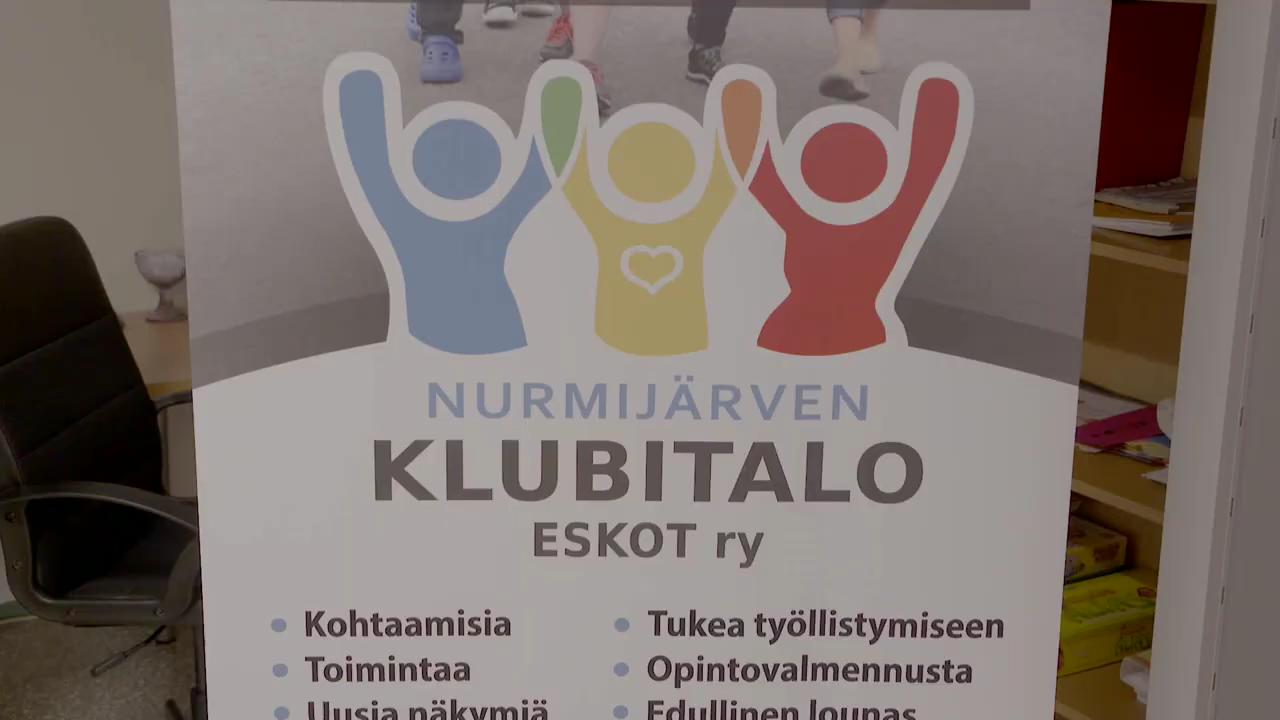 NURMIJÄRVEN
KLUBITALO
ESKOT ry
Kohtaamisia
Toimintaa
Uusia näkymiä
Tukea työllistymiseen
Opintovalmennusta
Edullinen lounas